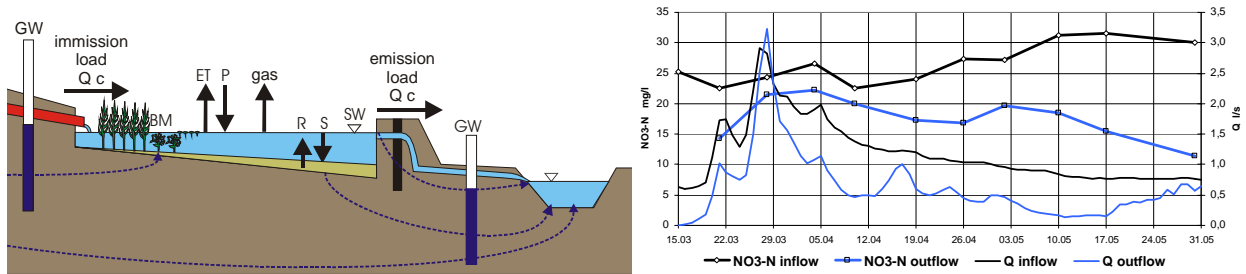 GW
immission
load
Q c
ET P gas
emission
load
Q c
SW
GW
BM
R S
NO3-N mg/l
35
30
25
20
15
10
5
0
3,5
3,0
2,5
2,0
1,5
1,0
0,5
0,0
Q l/s
15.03 22.03 29.03 05.04 12.04 19.04 26.04 03.05 10.05 17.05 24.05 31.05
NO3-N inflow NO3-N outflow Q inflow Q outflow